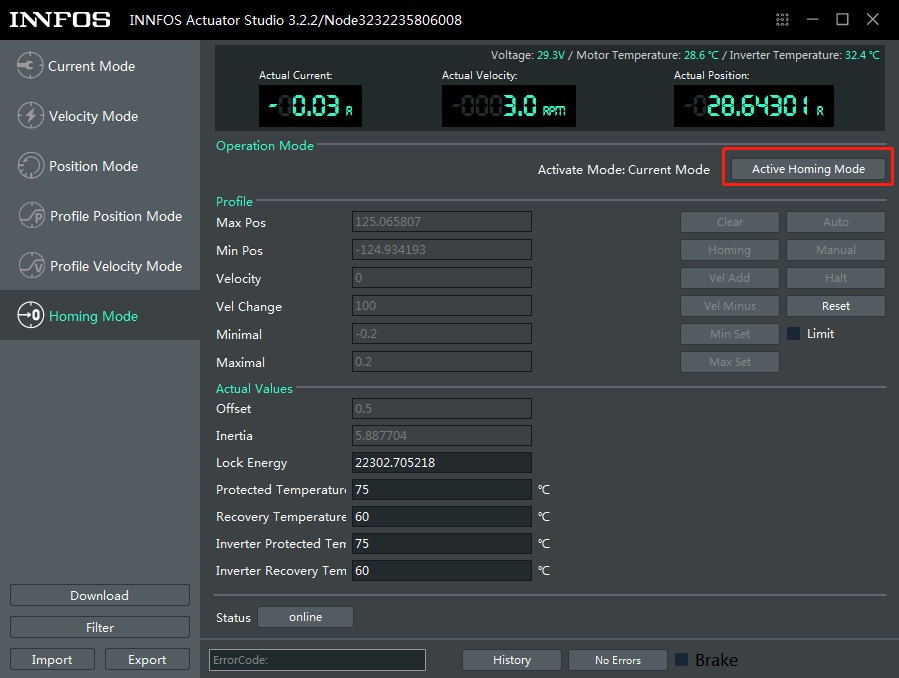 INNFOS INNFOS Actuator Studio 3.2.2/Node3232235806008
Current Mode
Velocity Mode
Position Mode
Profile Position Mode
Profile Velocity Mode
Homing Mode
Download
Filter
Import Export
Voltage: 29.3V / Motor Temperature: 28.6 ℃ / Inverter Temperature: 32.4 ℃
Actual Current: Actual Velocity: Actual Position:
-0.03 A 3.0 RPM -28.64301 R
Operation Mode
Activate Mode: Current Mode Active Homing Mode
Profile
Max Pos 125.065807 Clear Auto
Min Pos -124.934193 Homing Manual
Velocity 0 Vel Add Halt
Vel Change 100 Vel Minus Reset
Minimal -0.2 Min Set Limit
Maximal 0.2 Max Set
Actual Values
Offset 0.5
Inertia 5.887704
Lock Energy 22302.705218
Protected Temperature 75 ℃
Recovery Temperature 60 ℃
Inverter Protected Tem 75 ℃
Inverter Recovery Tem 60 ℃
Status online
ErrorCode: History No Errors Brake